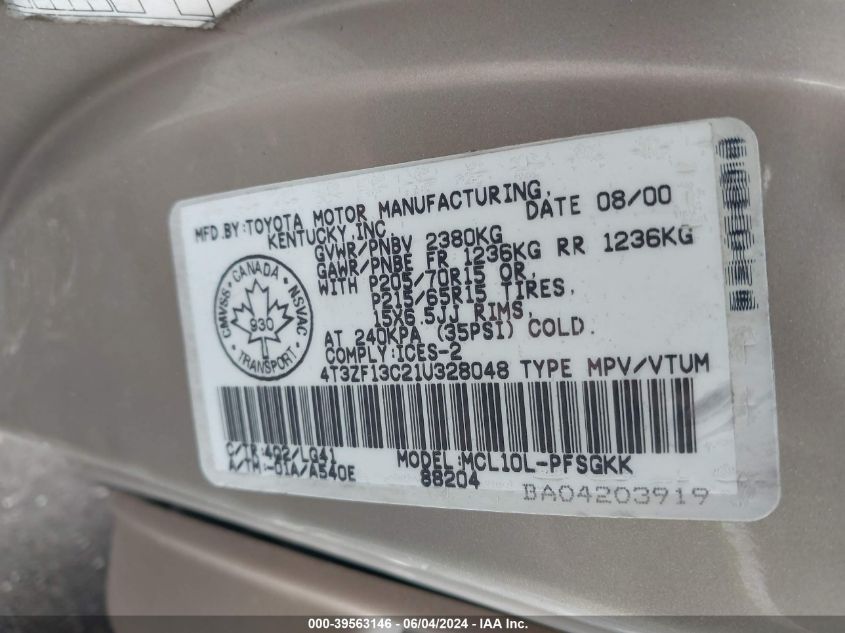 MFD.BY:TOYOTA MOTOR MANUFACTURING,
KENTUCKY,INC. DATE 08/00
GVWR/PNBV 2380KG
GAWR/PNBE FR 1236KG RR 1236KG
WITH P205/70R15 OR,
P215/65R15 TIRES,
15X6.5JJ RIMS,
AT 240KPA (35PSI) COLD.
COMPLY:ICES-2
4T3ZF13C21U328048 TYPE MPV/VTUM
CANADA
CMVSS NSVAC
930
TRANSPORT
C/TR:4Q2/LG41 MODEL:MCL10L-PFSGKK
A/TM:-01A/A540E 88204
BA04203919
000-39563146 - 06/04/2024 - IAA Inc.